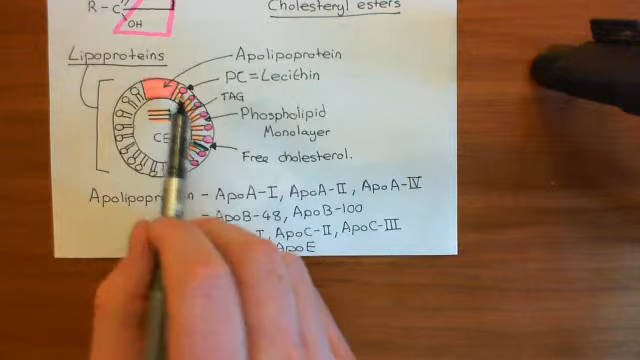 Cholesteryl esters
R-C
OH
Lipoproteins
Apolipoprotein
PC = Lecithin
TAG
Phospholipid
Monolayer
CE
Free cholesterol.
- ApoA-I, ApoA-II, ApoA-IV
ApoB-48, ApoB-100
ApoC-II, ApoC-III
ApoE